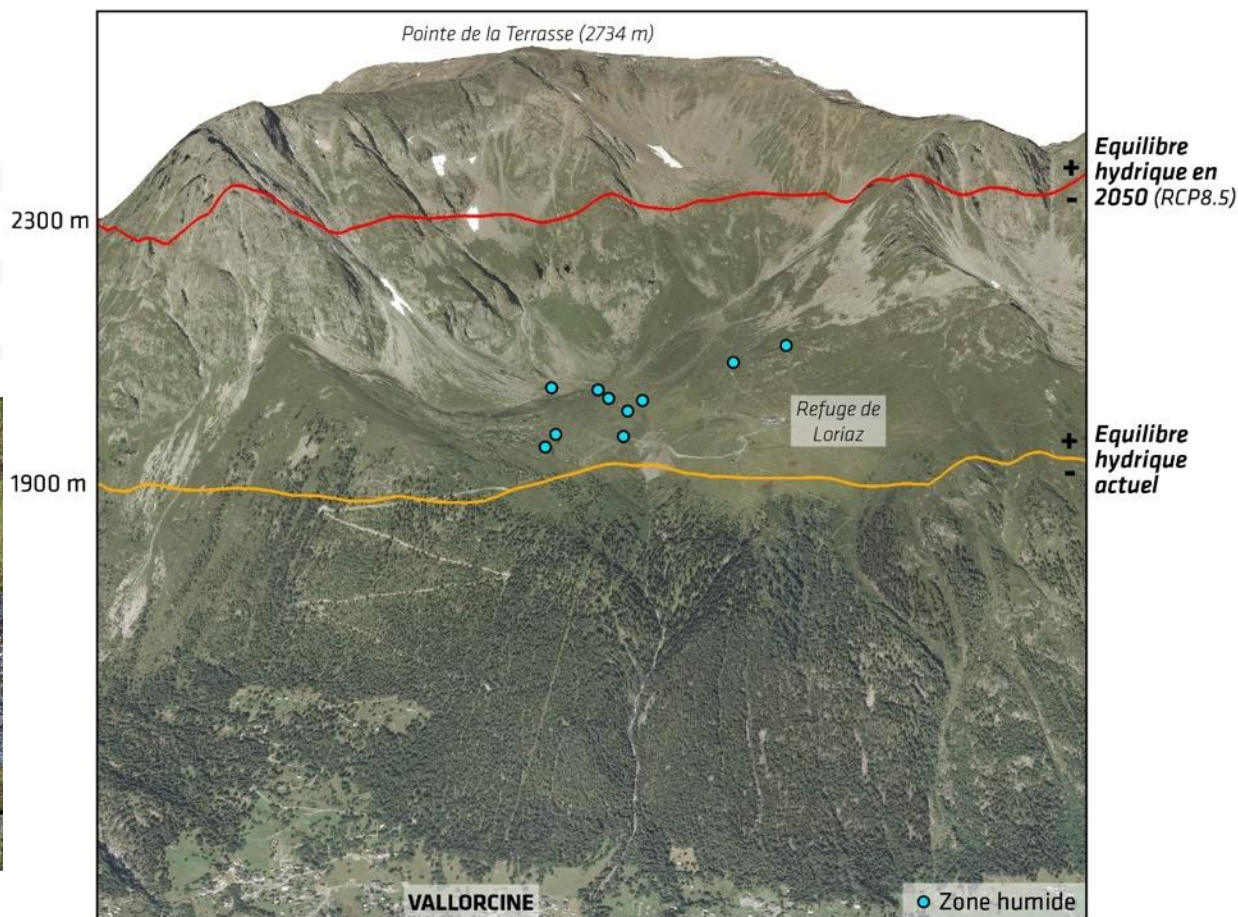 Pointe de la Terrasse (2734 m)
Equilibre
hydrique en
2050 (RCP8.5)
+
-
2300 m
Refuge de
Loriaz
Equilibre
hydrique
actuel
+
-
1900 m
VALLORCINE
Zone humide